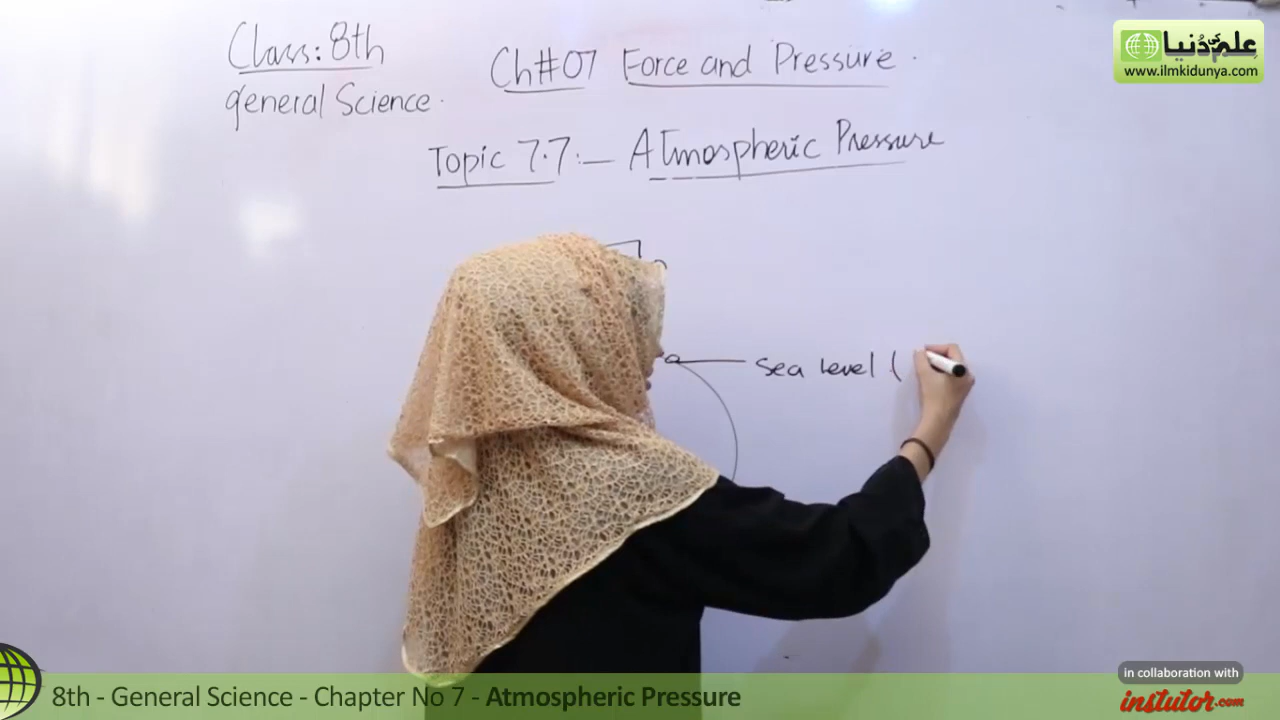 Class: 8th
general Science.
Ch#07 Force and Pressure.
Topic 7.7:— Atmospheric Pressure
Sea level (
علم کی دُنیا
www.ilmkidunya.com
8th - General Science - Chapter No 7 - Atmospheric Pressure
in collaboration with
instutor.com